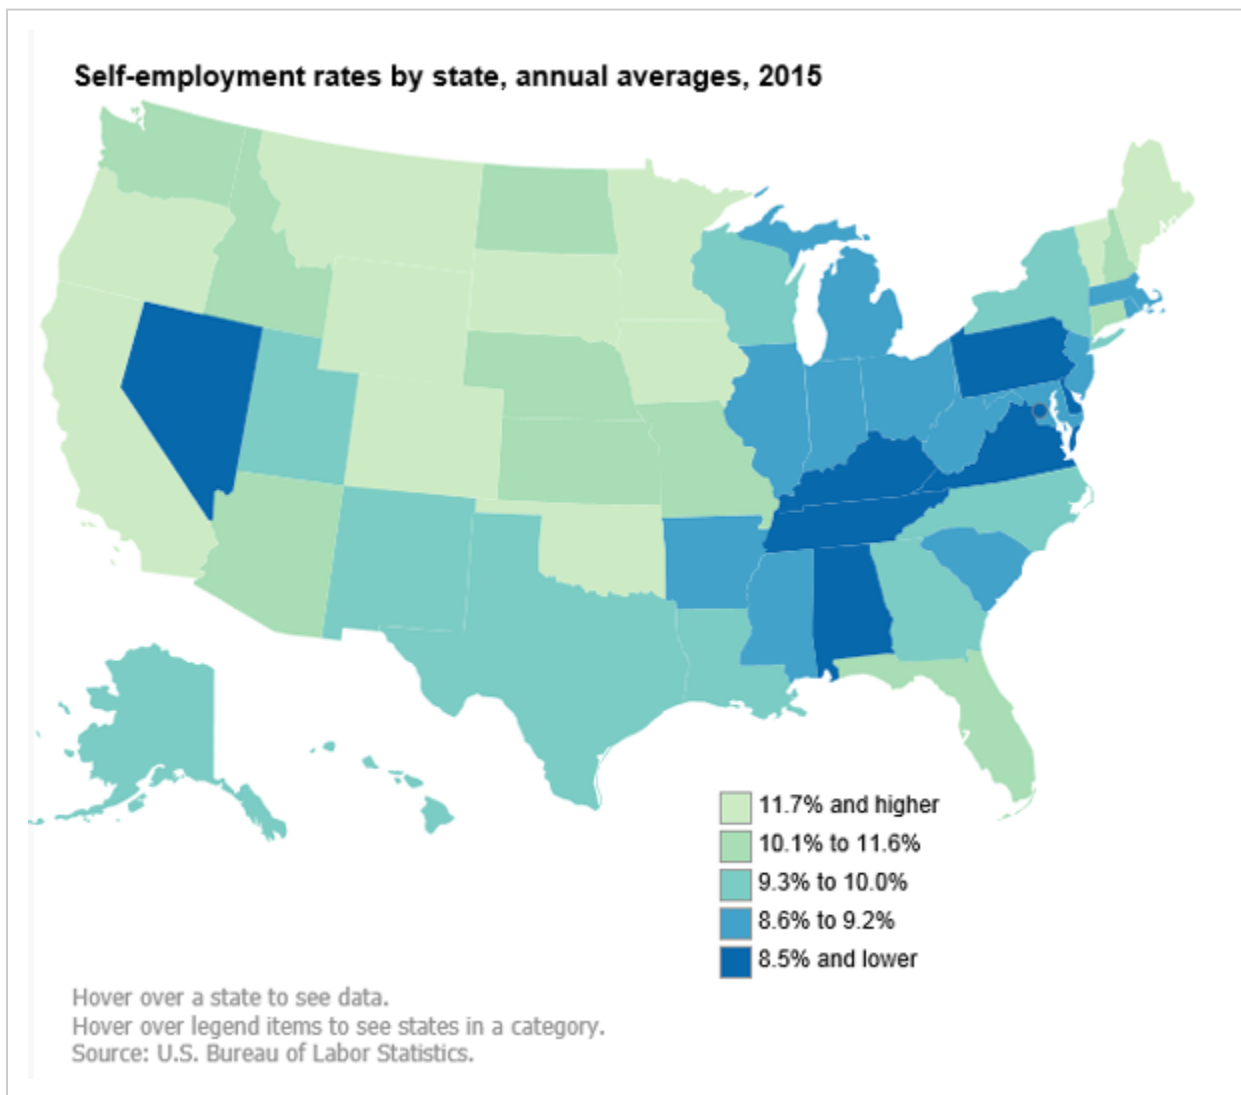 Self-employment rates by state, annual averages, 2015
11.7% and higher
10.1% to 11.6%
9.3% to 10.0%
8.6% to 9.2%
8.5% and lower
Hover over a state to see data.
Hover over legend items to see states in a category.
Source: U.S. Bureau of Labor Statistics.